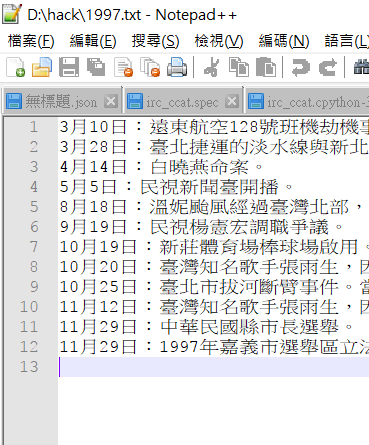 D:\hack\1997.txt - Notepad++
檔案(F) 編輯(E) 搜尋(S) 檢視(V) 編碼(N) 語言(L)
無標題.json irc_ccat.spec irc_ccat.cpython-3
1 3月10日：遠東航空128號班機劫機事
2 3月28日：臺北捷運的淡水線與新北
3 4月14日：白曉燕命案。
4 5月5日：民視新聞臺開播。
5 8月18日：溫妮颱風經過臺灣北部，
6 9月19日：民視楊憲宏調職爭議。
7 10月19日：新莊體育場棒球場啟用。
8 10月20日：臺灣知名歌手張雨生，因
9 10月25日：臺北市拔河斷臂事件。當
10 11月12日：臺灣知名歌手張雨生，因
11 11月29日：中華民國縣市長選舉。
12 11月29日：1997年嘉義市選舉區立法
13